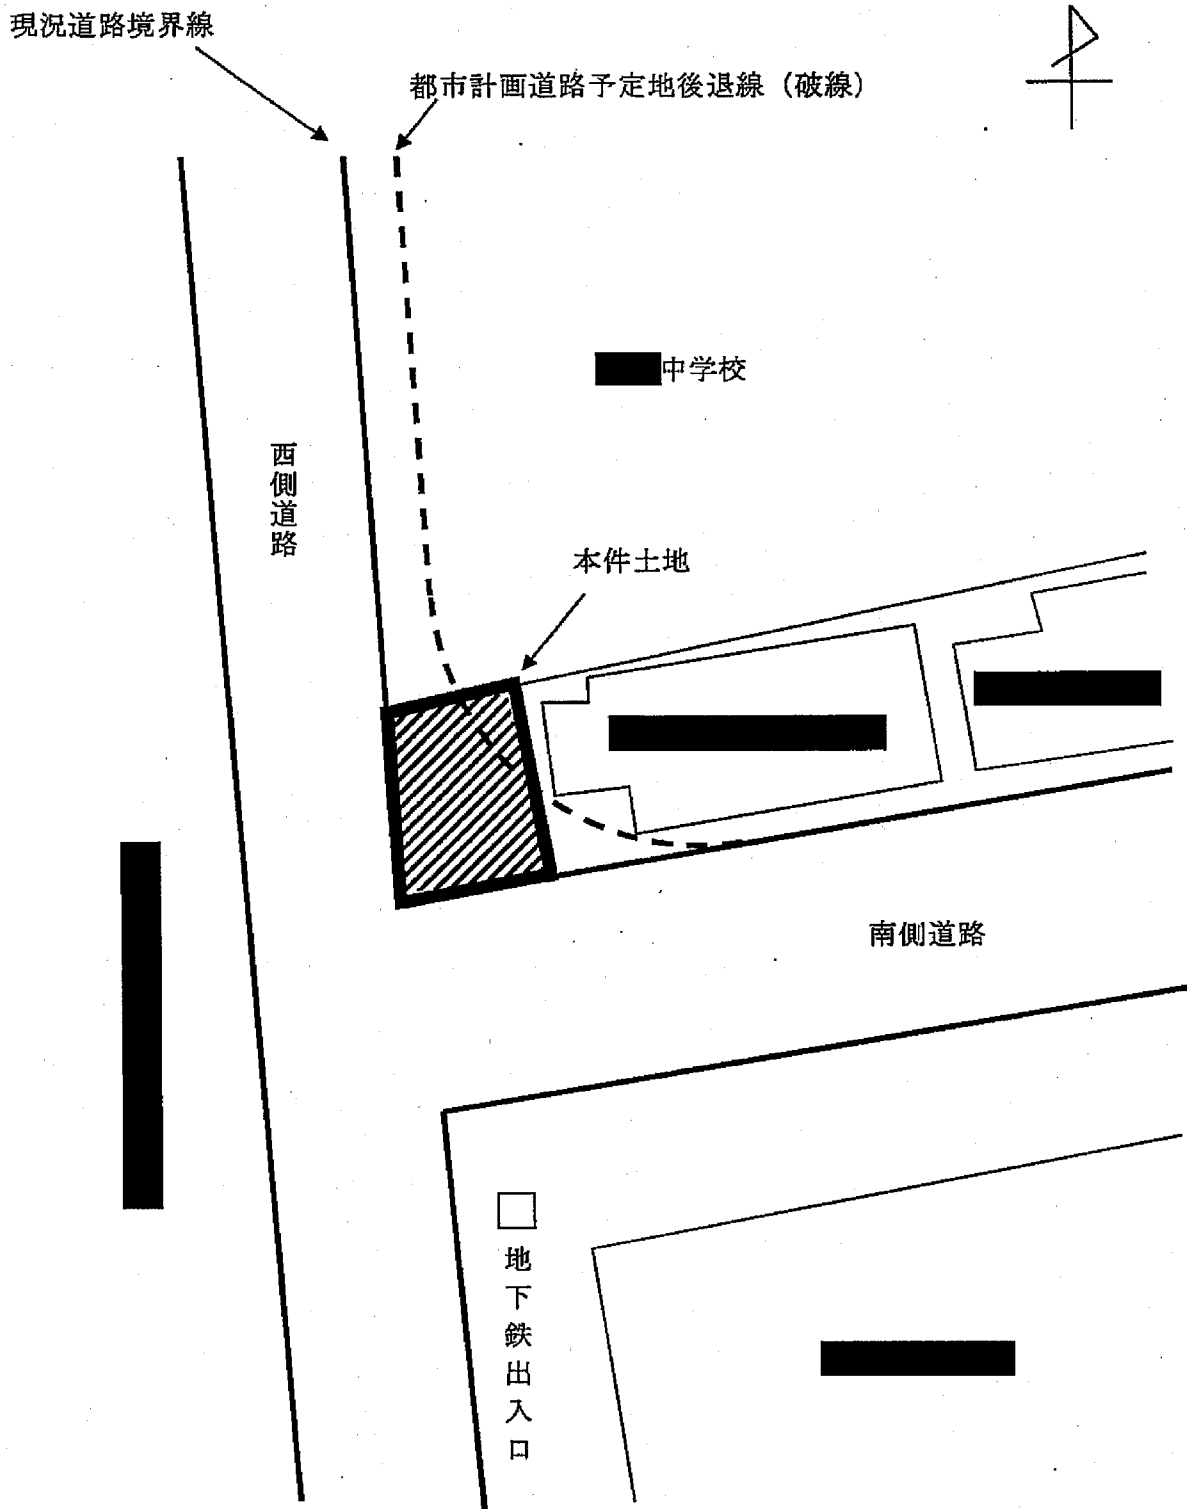 現況道路境界線
都市計画道路予定地後退線（破線）
中学校
西側道路
本件土地
南側道路
地下鉄出入口